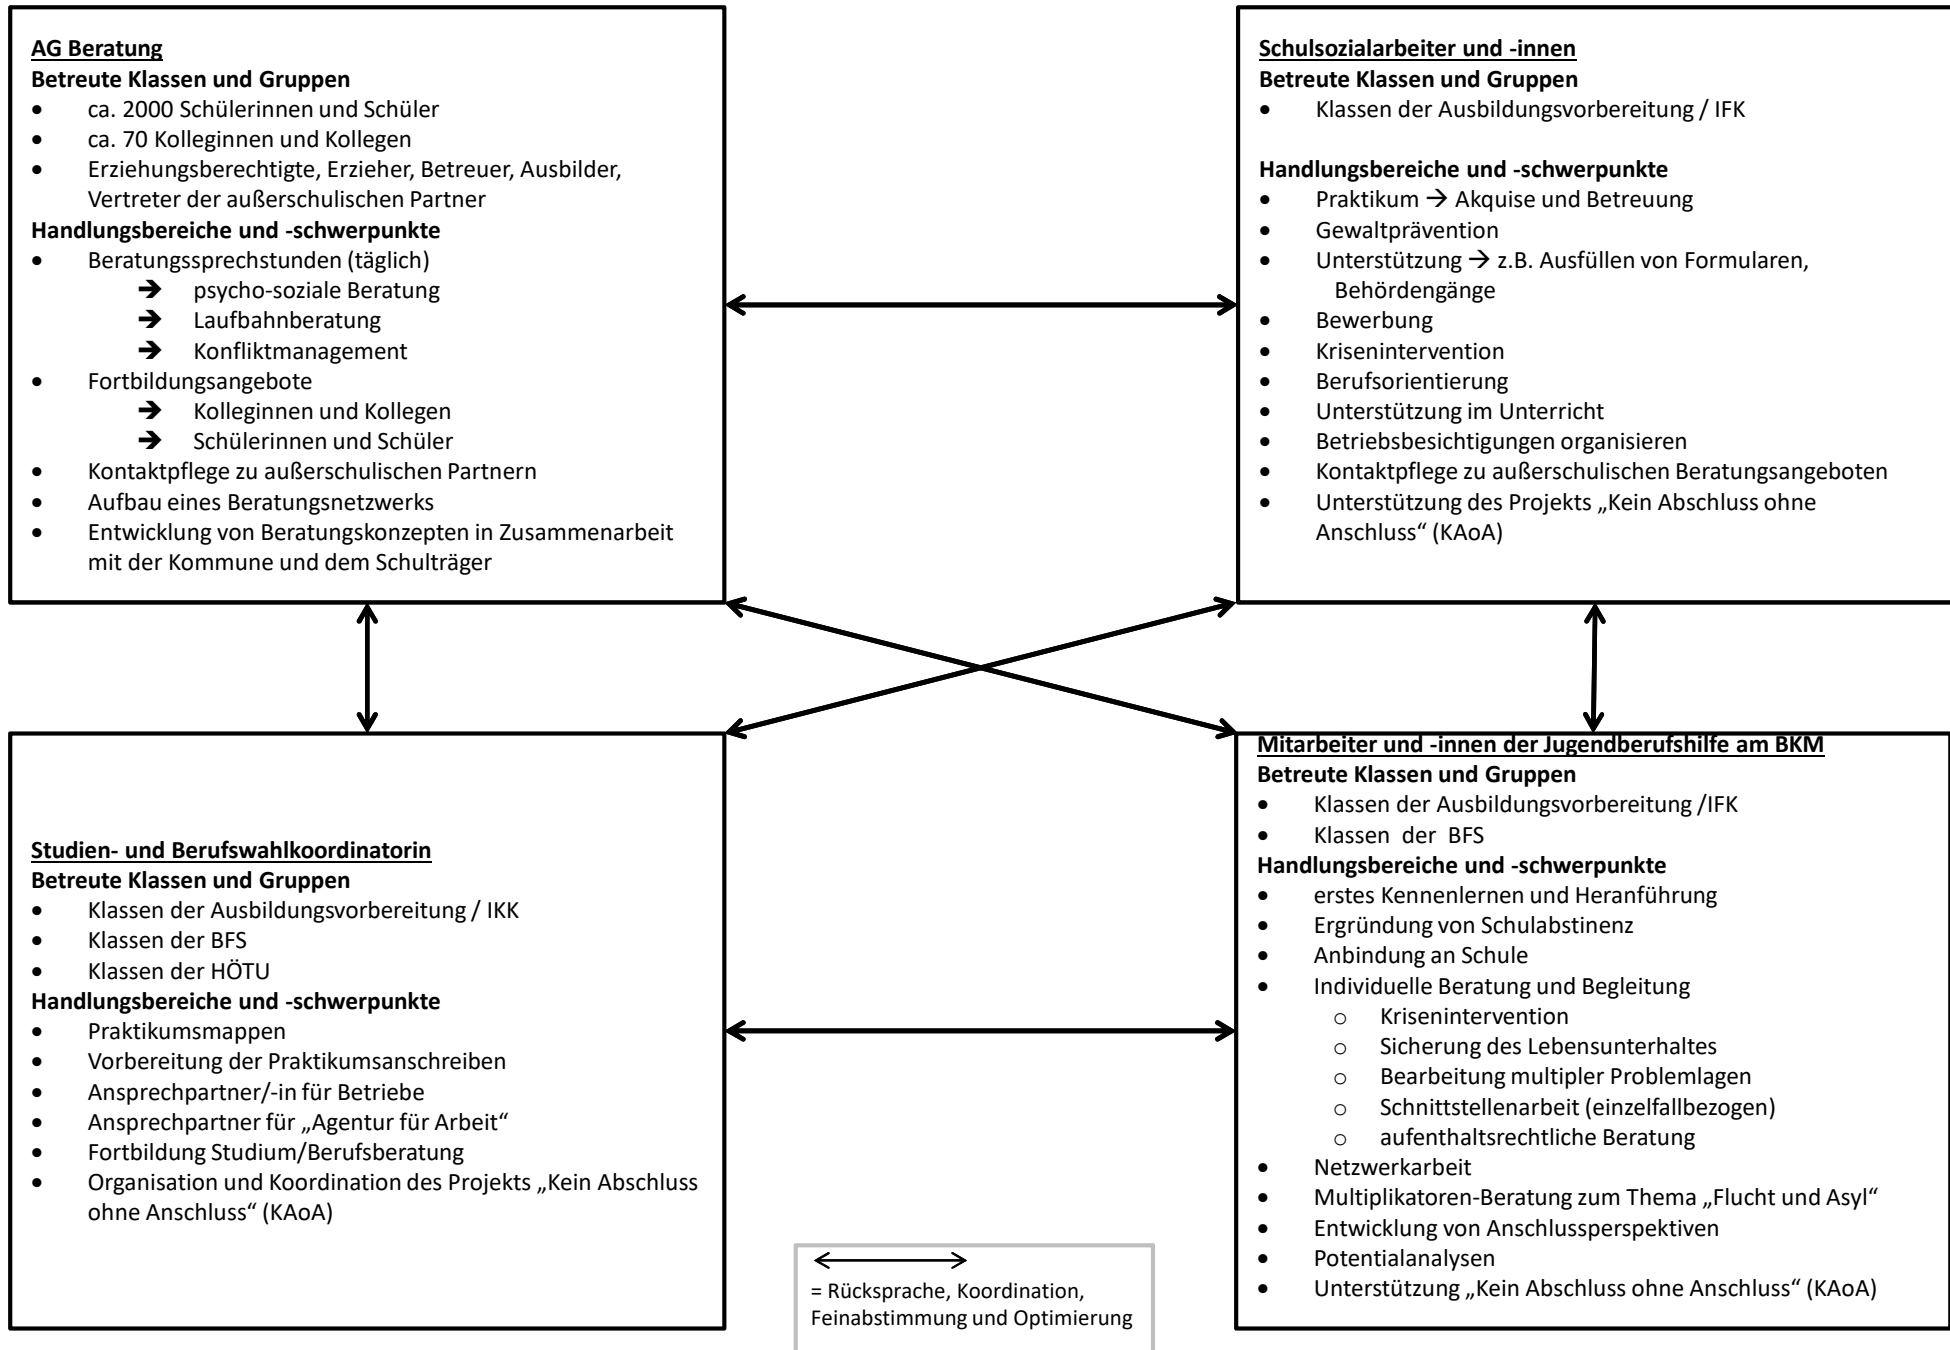 AG Beratung
Betreute Klassen und Gruppen
• ca. 2000 Schülerinnen und Schüler
• ca. 70 Kolleginnen und Kollegen
• Erziehungsberechtigte, Erzieher, Betreuer, Ausbilder,
Vertreter der außerschulischen Partner
Handlungsbereiche und -schwerpunkte
• Beratungssprechstunden (täglich)
➔ psycho-soziale Beratung
➔ Laufbahnberatung
➔ Konfliktmanagement
• Fortbildungsangebote
➔ Kolleginnen und Kollegen
➔ Schülerinnen und Schüler
• Kontaktpflege zu außerschulischen Partnern
• Aufbau eines Beratungsnetzwerks
• Entwicklung von Beratungskonzepten in Zusammenarbeit
mit der Kommune und dem Schulträger
Schulsozialarbeiter und -innen
Betreute Klassen und Gruppen
• Klassen der Ausbildungsvorbereitung / IFK
Handlungsbereiche und -schwerpunkte
• Praktikum → Akquise und Betreuung
• Gewaltprävention
• Unterstützung → z.B. Ausfüllen von Formularen,
Behördengänge
• Bewerbung
• Krisenintervention
• Berufsorientierung
• Unterstützung im Unterricht
• Betriebsbesichtigungen organisieren
• Kontaktpflege zu außerschulischen Beratungsangeboten
• Unterstützung des Projekts „Kein Abschluss ohne
Anschluss“ (KAoA)
Studien- und Berufswahlkoordinatorin
Betreute Klassen und Gruppen
• Klassen der Ausbildungsvorbereitung / IKK
• Klassen der BFS
• Klassen der HÖTU
Handlungsbereiche und -schwerpunkte
• Praktikumsmappen
• Vorbereitung der Praktikumsanschreiben
• Ansprechpartner/-in für Betriebe
• Ansprechpartner für „Agentur für Arbeit“
• Fortbildung Studium/Berufsberatung
• Organisation und Koordination des Projekts „Kein Abschluss
ohne Anschluss“ (KAoA)
Mitarbeiter und -innen der Jugendberufshilfe am BKM
Betreute Klassen und Gruppen
• Klassen der Ausbildungsvorbereitung /IFK
• Klassen der BFS
Handlungsbereiche und -schwerpunkte
• erstes Kennenlernen und Heranführung
• Ergründung von Schulabstinenz
• Anbindung an Schule
• Individuelle Beratung und Begleitung
o Krisenintervention
o Sicherung des Lebensunterhaltes
o Bearbeitung multipler Problemlagen
o Schnittstellenarbeit (einzelfallbezogen)
o aufenthaltsrechtliche Beratung
• Netzwerkarbeit
• Multiplikatoren-Beratung zum Thema „Flucht und Asyl“
• Entwicklung von Anschlussperspektiven
• Potentialanalysen
• Unterstützung „Kein Abschluss ohne Anschluss“ (KAoA)
= Rücksprache, Koordination,
Feinabstimmung und Optimierung